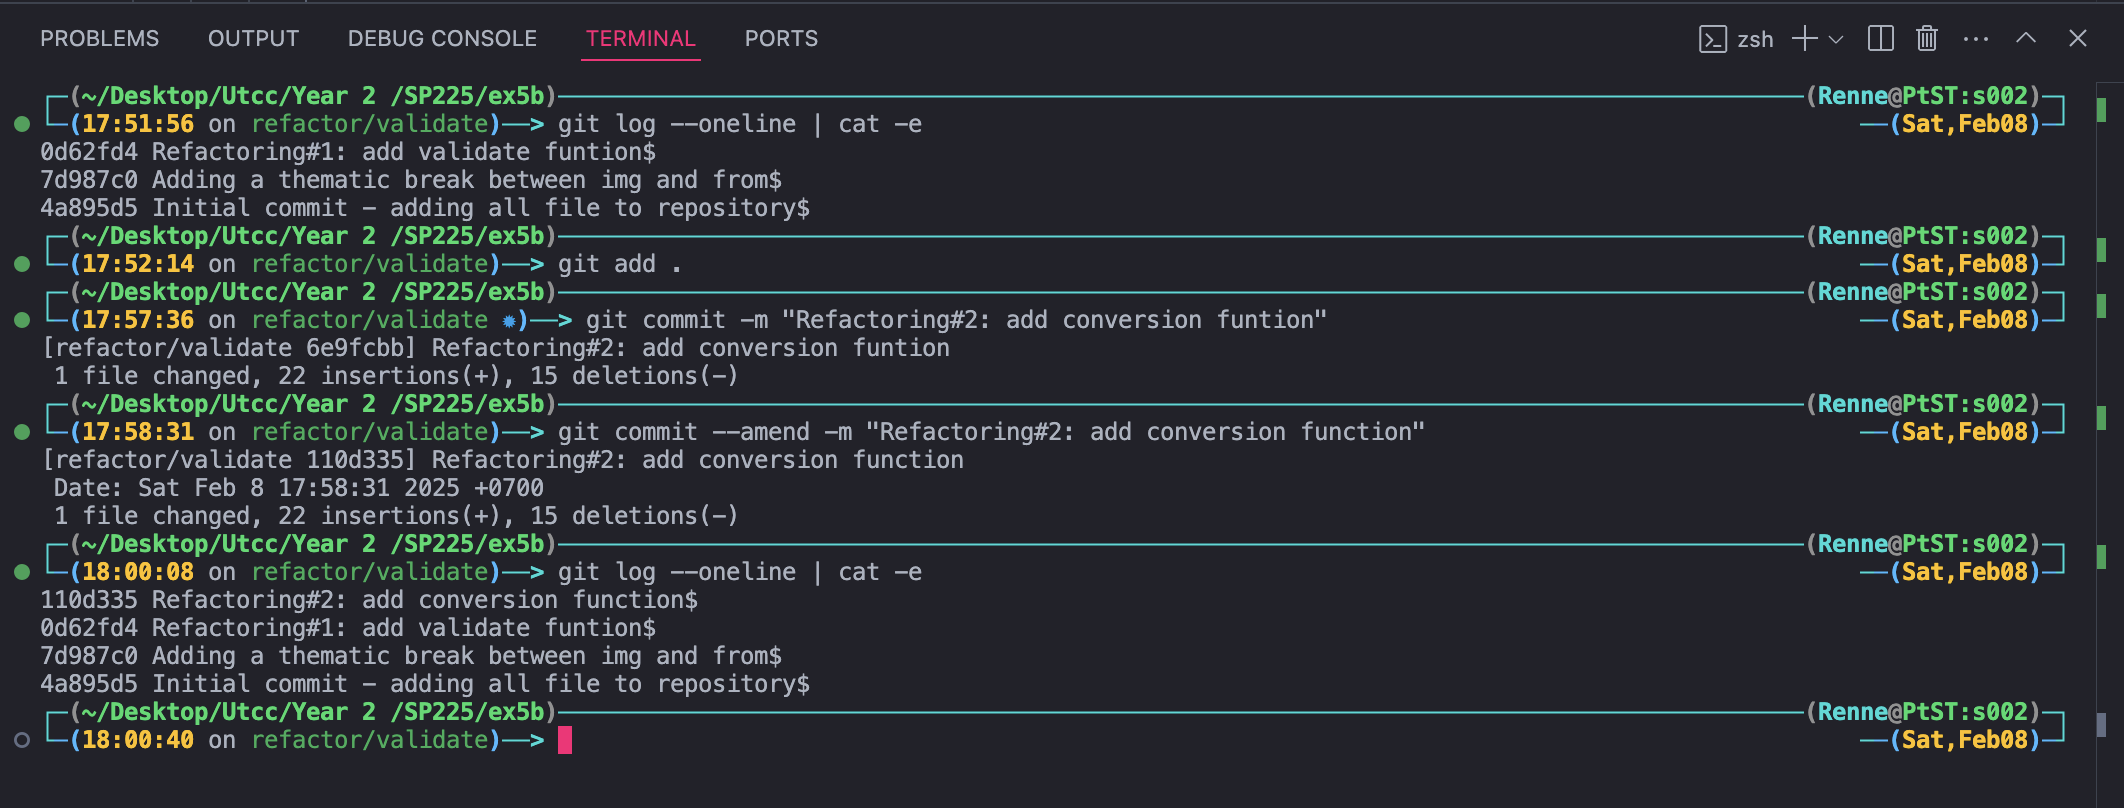 PROBLEMS OUTPUT DEBUG CONSOLE TERMINAL PORTS zsh
(~/Desktop/Utcc/Year 2 /SP225/ex5b) (Renne@PtST:s002)
(17:51:56 on refactor/validate)──> git log --oneline | cat -e (Sat,Feb08)
0d62fd4 Refactoring#1: add validate funtion$
7d987c0 Adding a thematic break between img and from$
4a895d5 Initial commit - adding all file to repository$
(~/Desktop/Utcc/Year 2 /SP225/ex5b) (Renne@PtST:s002)
(17:52:14 on refactor/validate)──> git add . (Sat,Feb08)
(~/Desktop/Utcc/Year 2 /SP225/ex5b) (Renne@PtST:s002)
(17:57:36 on refactor/validate ✹)──> git commit -m "Refactoring#2: add conversion funtion" (Sat,Feb08)
[refactor/validate 6e9fcbb] Refactoring#2: add conversion funtion
1 file changed, 22 insertions(+), 15 deletions(-)
(~/Desktop/Utcc/Year 2 /SP225/ex5b) (Renne@PtST:s002)
(17:58:31 on refactor/validate)──> git commit --amend -m "Refactoring#2: add conversion function" (Sat,Feb08)
[refactor/validate 110d335] Refactoring#2: add conversion function
Date: Sat Feb 8 17:58:31 2025 +0700
1 file changed, 22 insertions(+), 15 deletions(-)
(~/Desktop/Utcc/Year 2 /SP225/ex5b) (Renne@PtST:s002)
(18:00:08 on refactor/validate)──> git log --oneline | cat -e (Sat,Feb08)
110d335 Refactoring#2: add conversion function$
0d62fd4 Refactoring#1: add validate funtion$
7d987c0 Adding a thematic break between img and from$
4a895d5 Initial commit - adding all file to repository$
(~/Desktop/Utcc/Year 2 /SP225/ex5b) (Renne@PtST:s002)
(18:00:40 on refactor/validate)──> (Sat,Feb08)